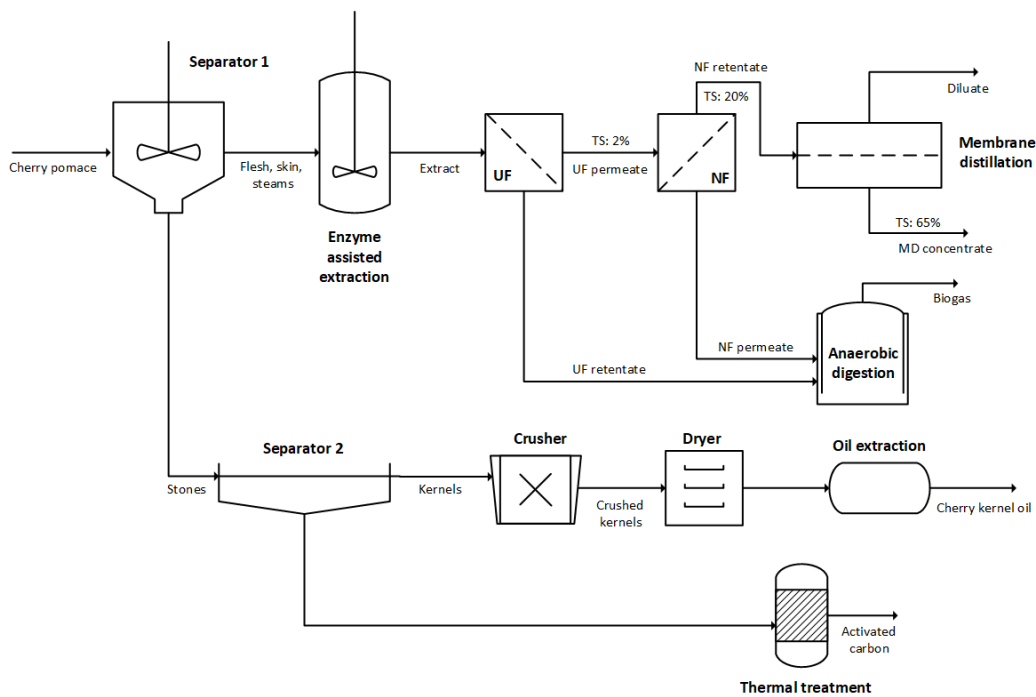 Separator 1
NF retentate
TS: 20%
Diluate
Cherry pomace
Flesh, skin,
steams
Extract
UF
TS: 2%
UF permeate
NF
Membrane
distillation
TS: 65%
MD concentrate
Enzyme
assisted
extraction
Biogas
NF permeate
UF retentate
Anaerobic
digestion
Separator 2
Crusher
Dryer
Oil extraction
Stones
Kernels
Crushed
kernels
Cherry kernel oil
Activated
carbon
Thermal treatment